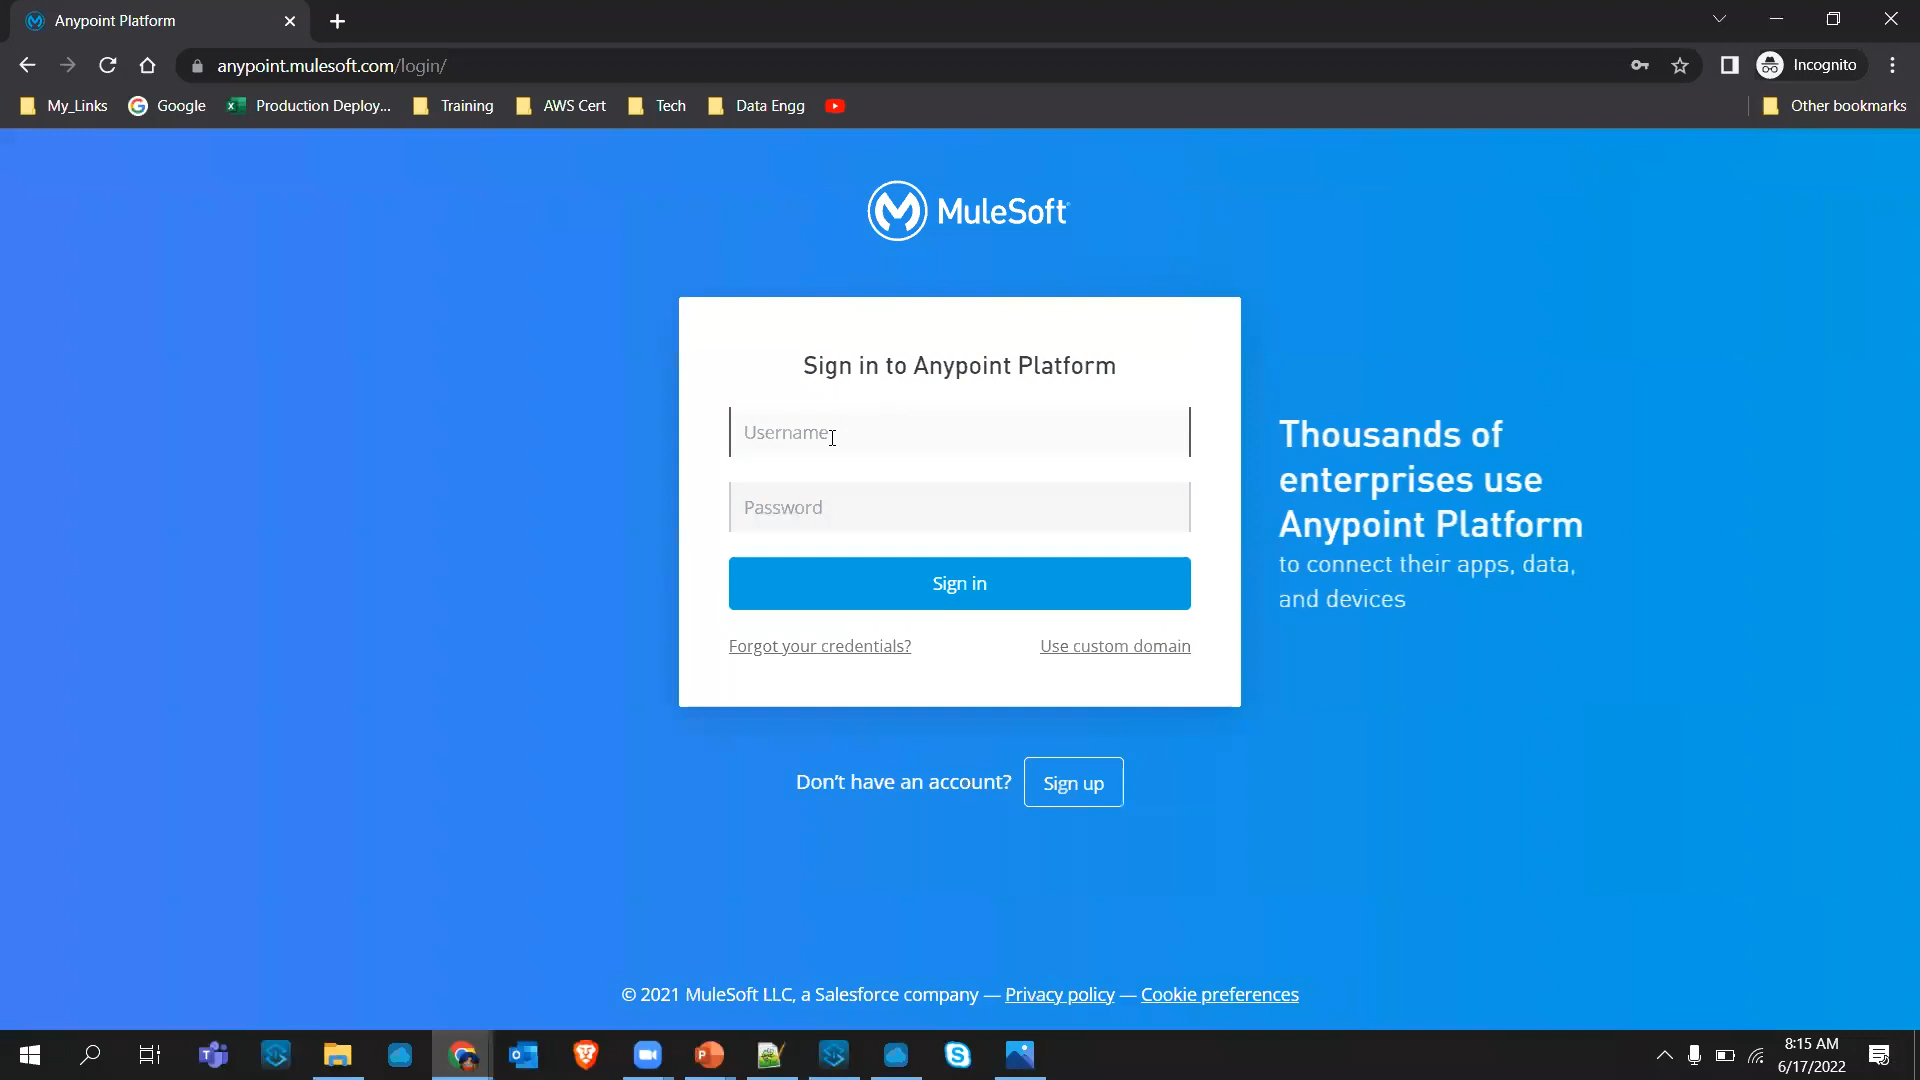 Anypoint Platform
anypoint.mulesoft.com/login/
Incognito
My_Links
Google
Production Deploy...
Training
AWS Cert
Tech
Data Engg
Other bookmarks
MuleSoft
Sign in to Anypoint Platform
Username
Password
Sign in
Forgot your credentials?
Use custom domain
Thousands of
enterprises use
Anypoint Platform
to connect their apps, data,
and devices
Don't have an account?
Sign up
© 2021 MuleSoft LLC, a Salesforce company — Privacy policy — Cookie preferences
8:15 AM
6/17/2022